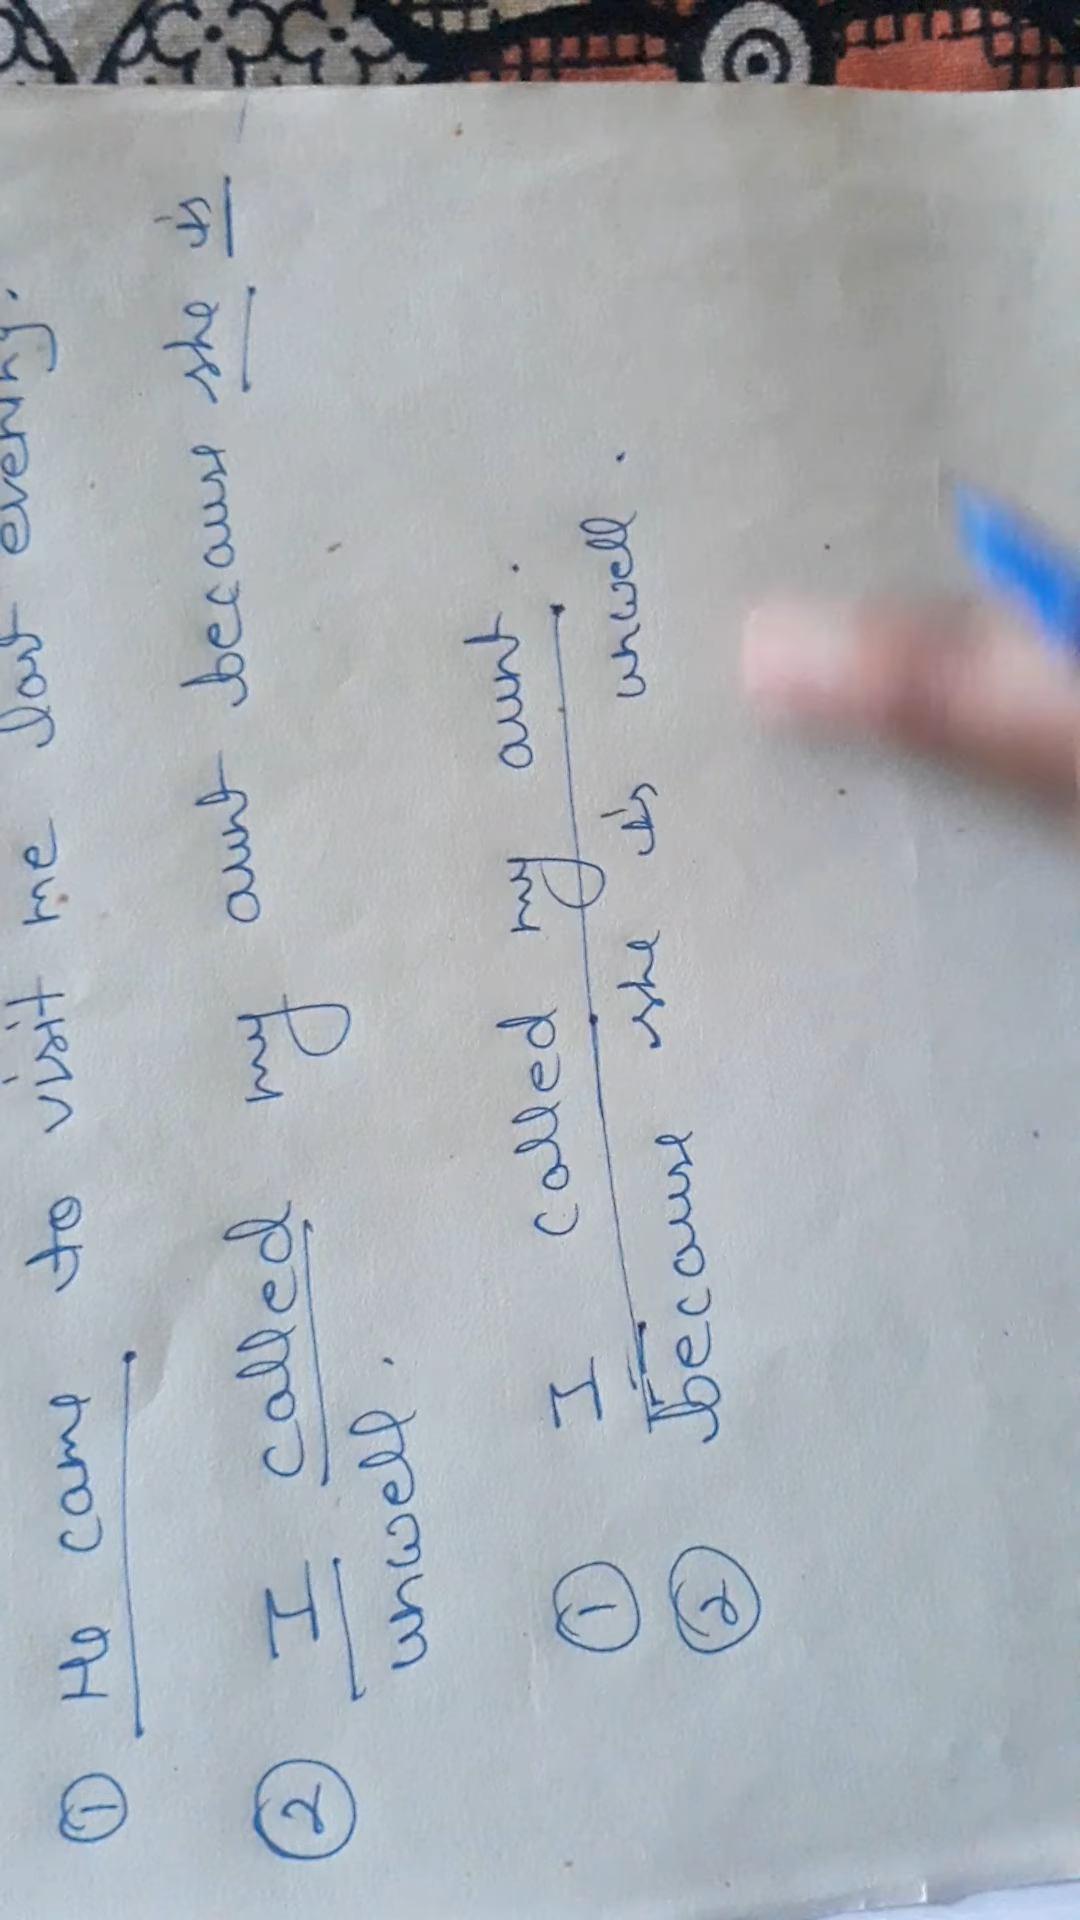 ① He came to visit me last evening.
② I called my aunt because she is
unwell.
① I called my aunt.
② because she is unwell.